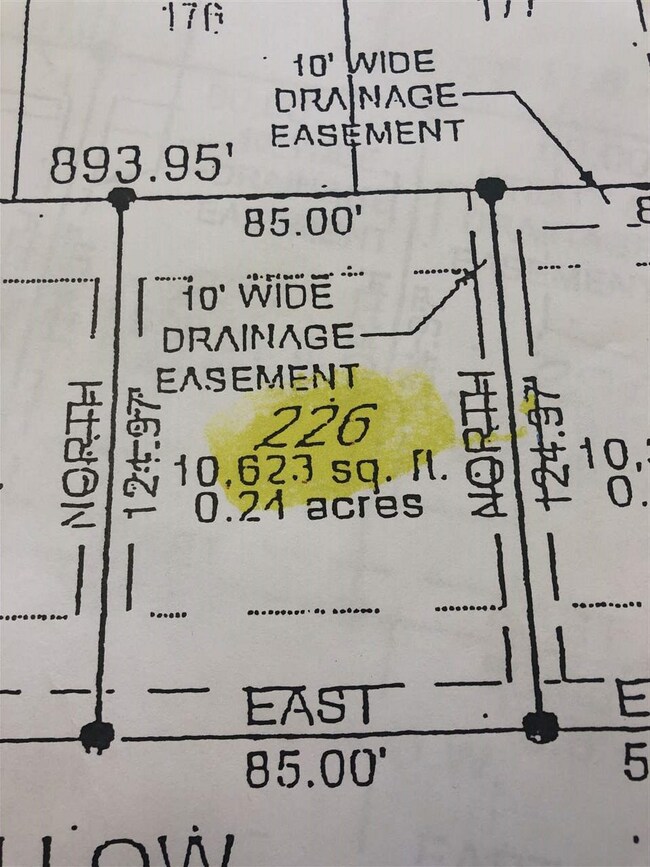 10' WIDE
DRAINAGE
EASEMENT
893.95'
85.00'
10' WIDE
DRAINAGE
EASEMENT
226
10,623 sq. ft.
0.24 acres
NORTH
124.97'
NORTH
124.97'
EAST
85.00'